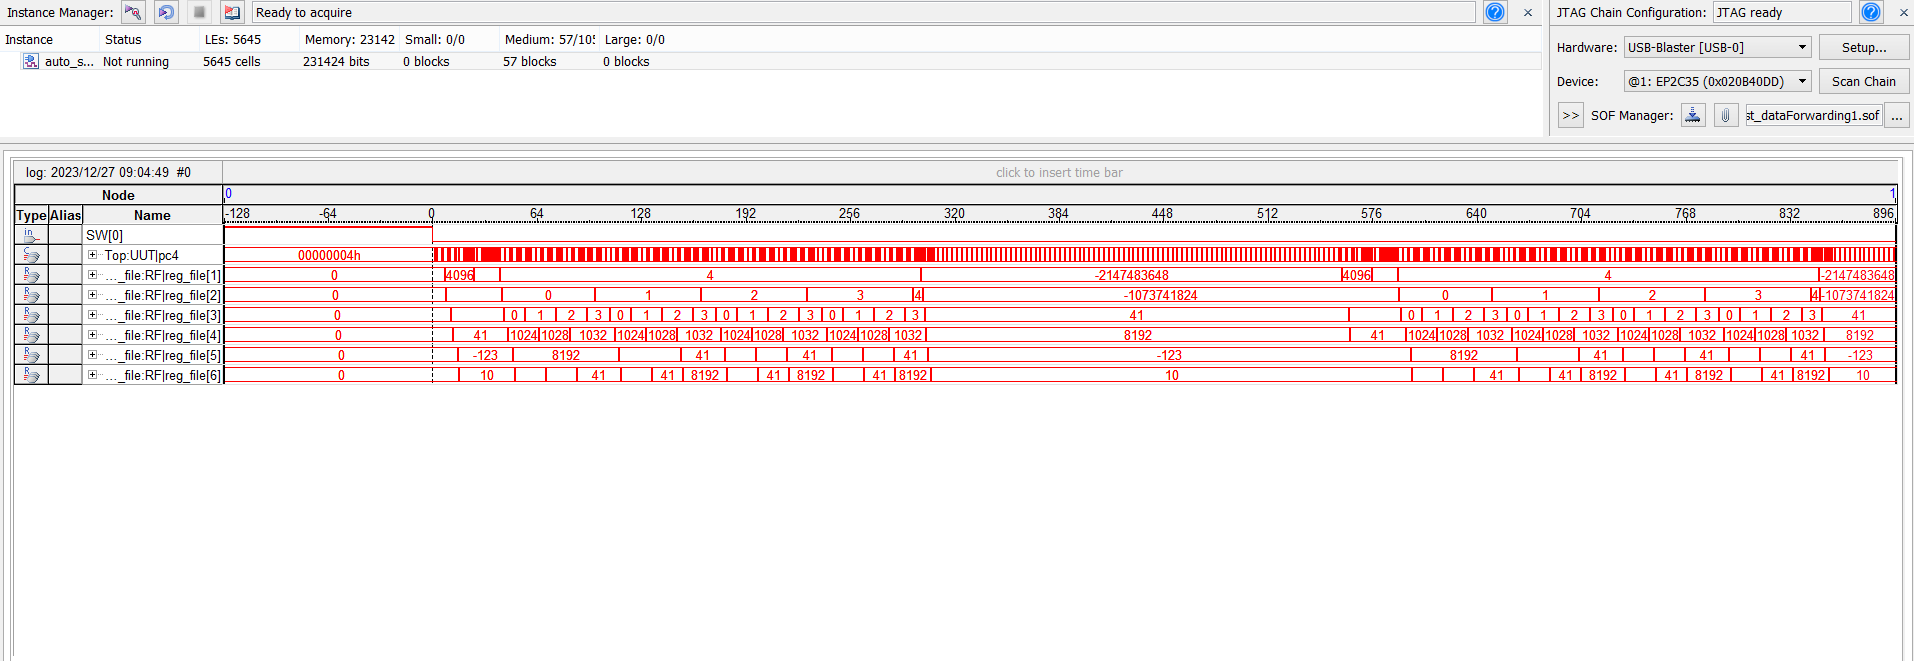 Instance Manager: Ready to acquire × JTAG Chain Configuration: JTAG ready ×
Instance Status LEs: 5645 Memory: 23142 Small: 0/0 Medium: 57/105 Large: 0/0
auto_s... Not running 5645 cells 231424 bits 0 blocks 57 blocks 0 blocks
Hardware: USB-Blaster [USB-0] Setup...
Device: @1: EP2C35 (0x020B40DD) Scan Chain
>> SOF Manager: st_dataForwarding1.sof ...
log: 2023/12/27 09:04:49 #0 click to insert time bar
Node 0 1
Type Alias Name -128 -64 0 64 128 192 256 320 384 448 512 576 640 704 768 832 896
in SW[0]
Top:UUT|pc4 00000004h
..._file:RF|reg_file[1] 0 4096 4 -2147483648 4096 4 -2147483648
..._file:RF|reg_file[2] 0 0 1 2 3 4 -1073741824 0 1 2 3 4 -1073741824
..._file:RF|reg_file[3] 0 0 1 2 3 0 1 2 3 0 1 2 3 0 1 2 3 41 0 1 2 3 0 1 2 3 0 1 2 3 0 1 2 3 41
..._file:RF|reg_file[4] 0 41 1024 1028 1032 1024 1028 1032 1024 1028 1032 1024 1028 1032 8192 41 1024 1028 1032 1024 1028 1032 1024 1028 1032 1024 1028 1032 8192
..._file:RF|reg_file[5] 0 -123 8192 41 41 41 -123 8192 41 41 41 -123
..._file:RF|reg_file[6] 0 10 41 41 8192 41 8192 41 8192 10 41 41 8192 41 8192 41 8192 10